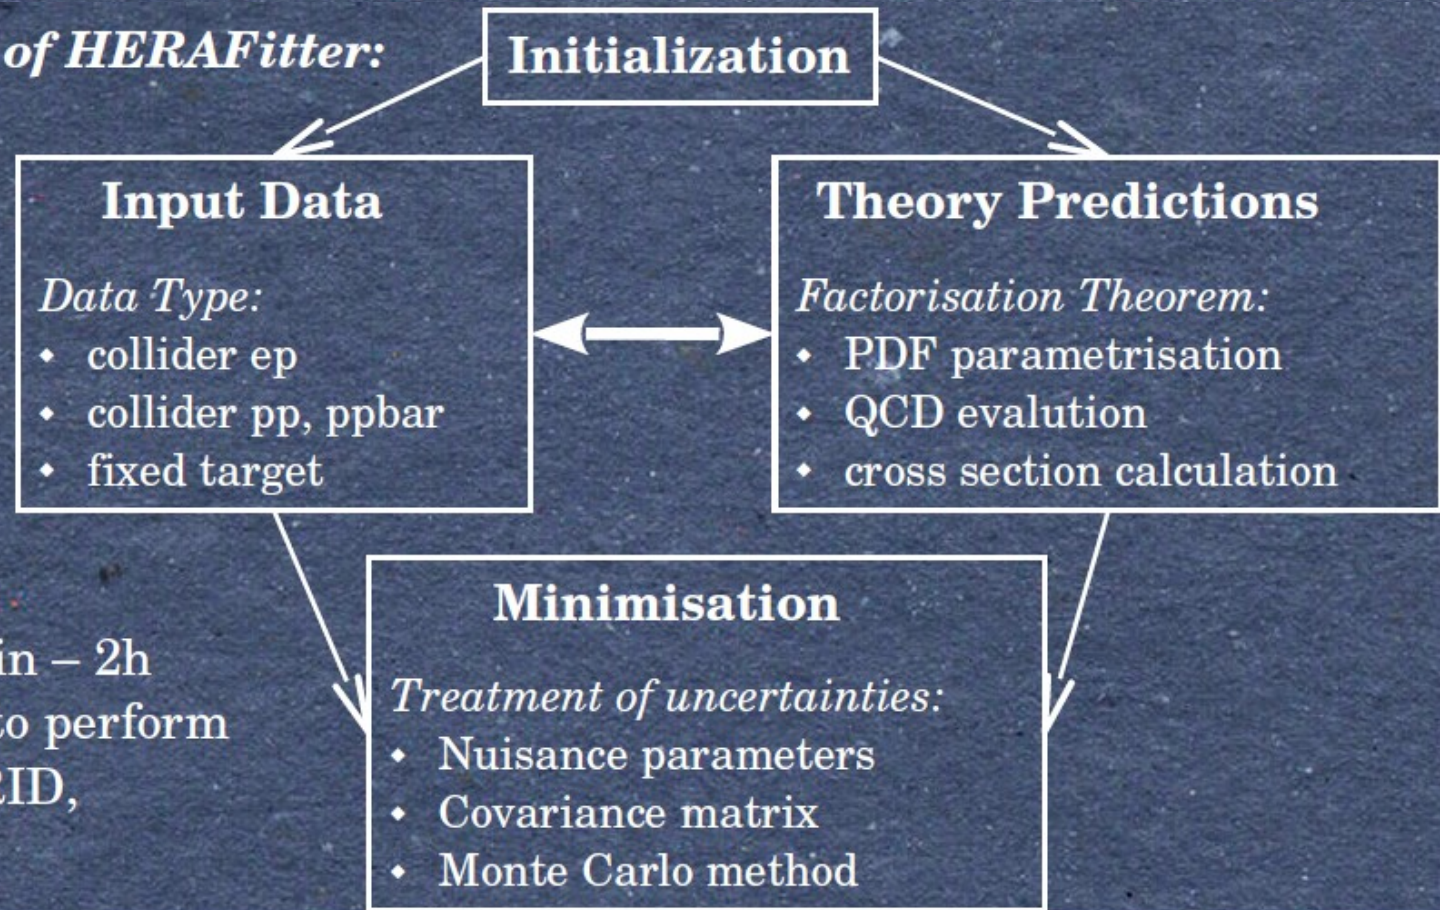 of HERAFitter:
Initialization
Input Data
Data Type:
• collider ep
• collider pp, ppbar
• fixed target
Theory Predictions
Factorisation Theorem:
• PDF parametrisation
• QCD evalution
• cross section calculation
Minimisation
Treatment of uncertainties:
• Nuisance parameters
• Covariance matrix
• Monte Carlo method
– 2h
to perform